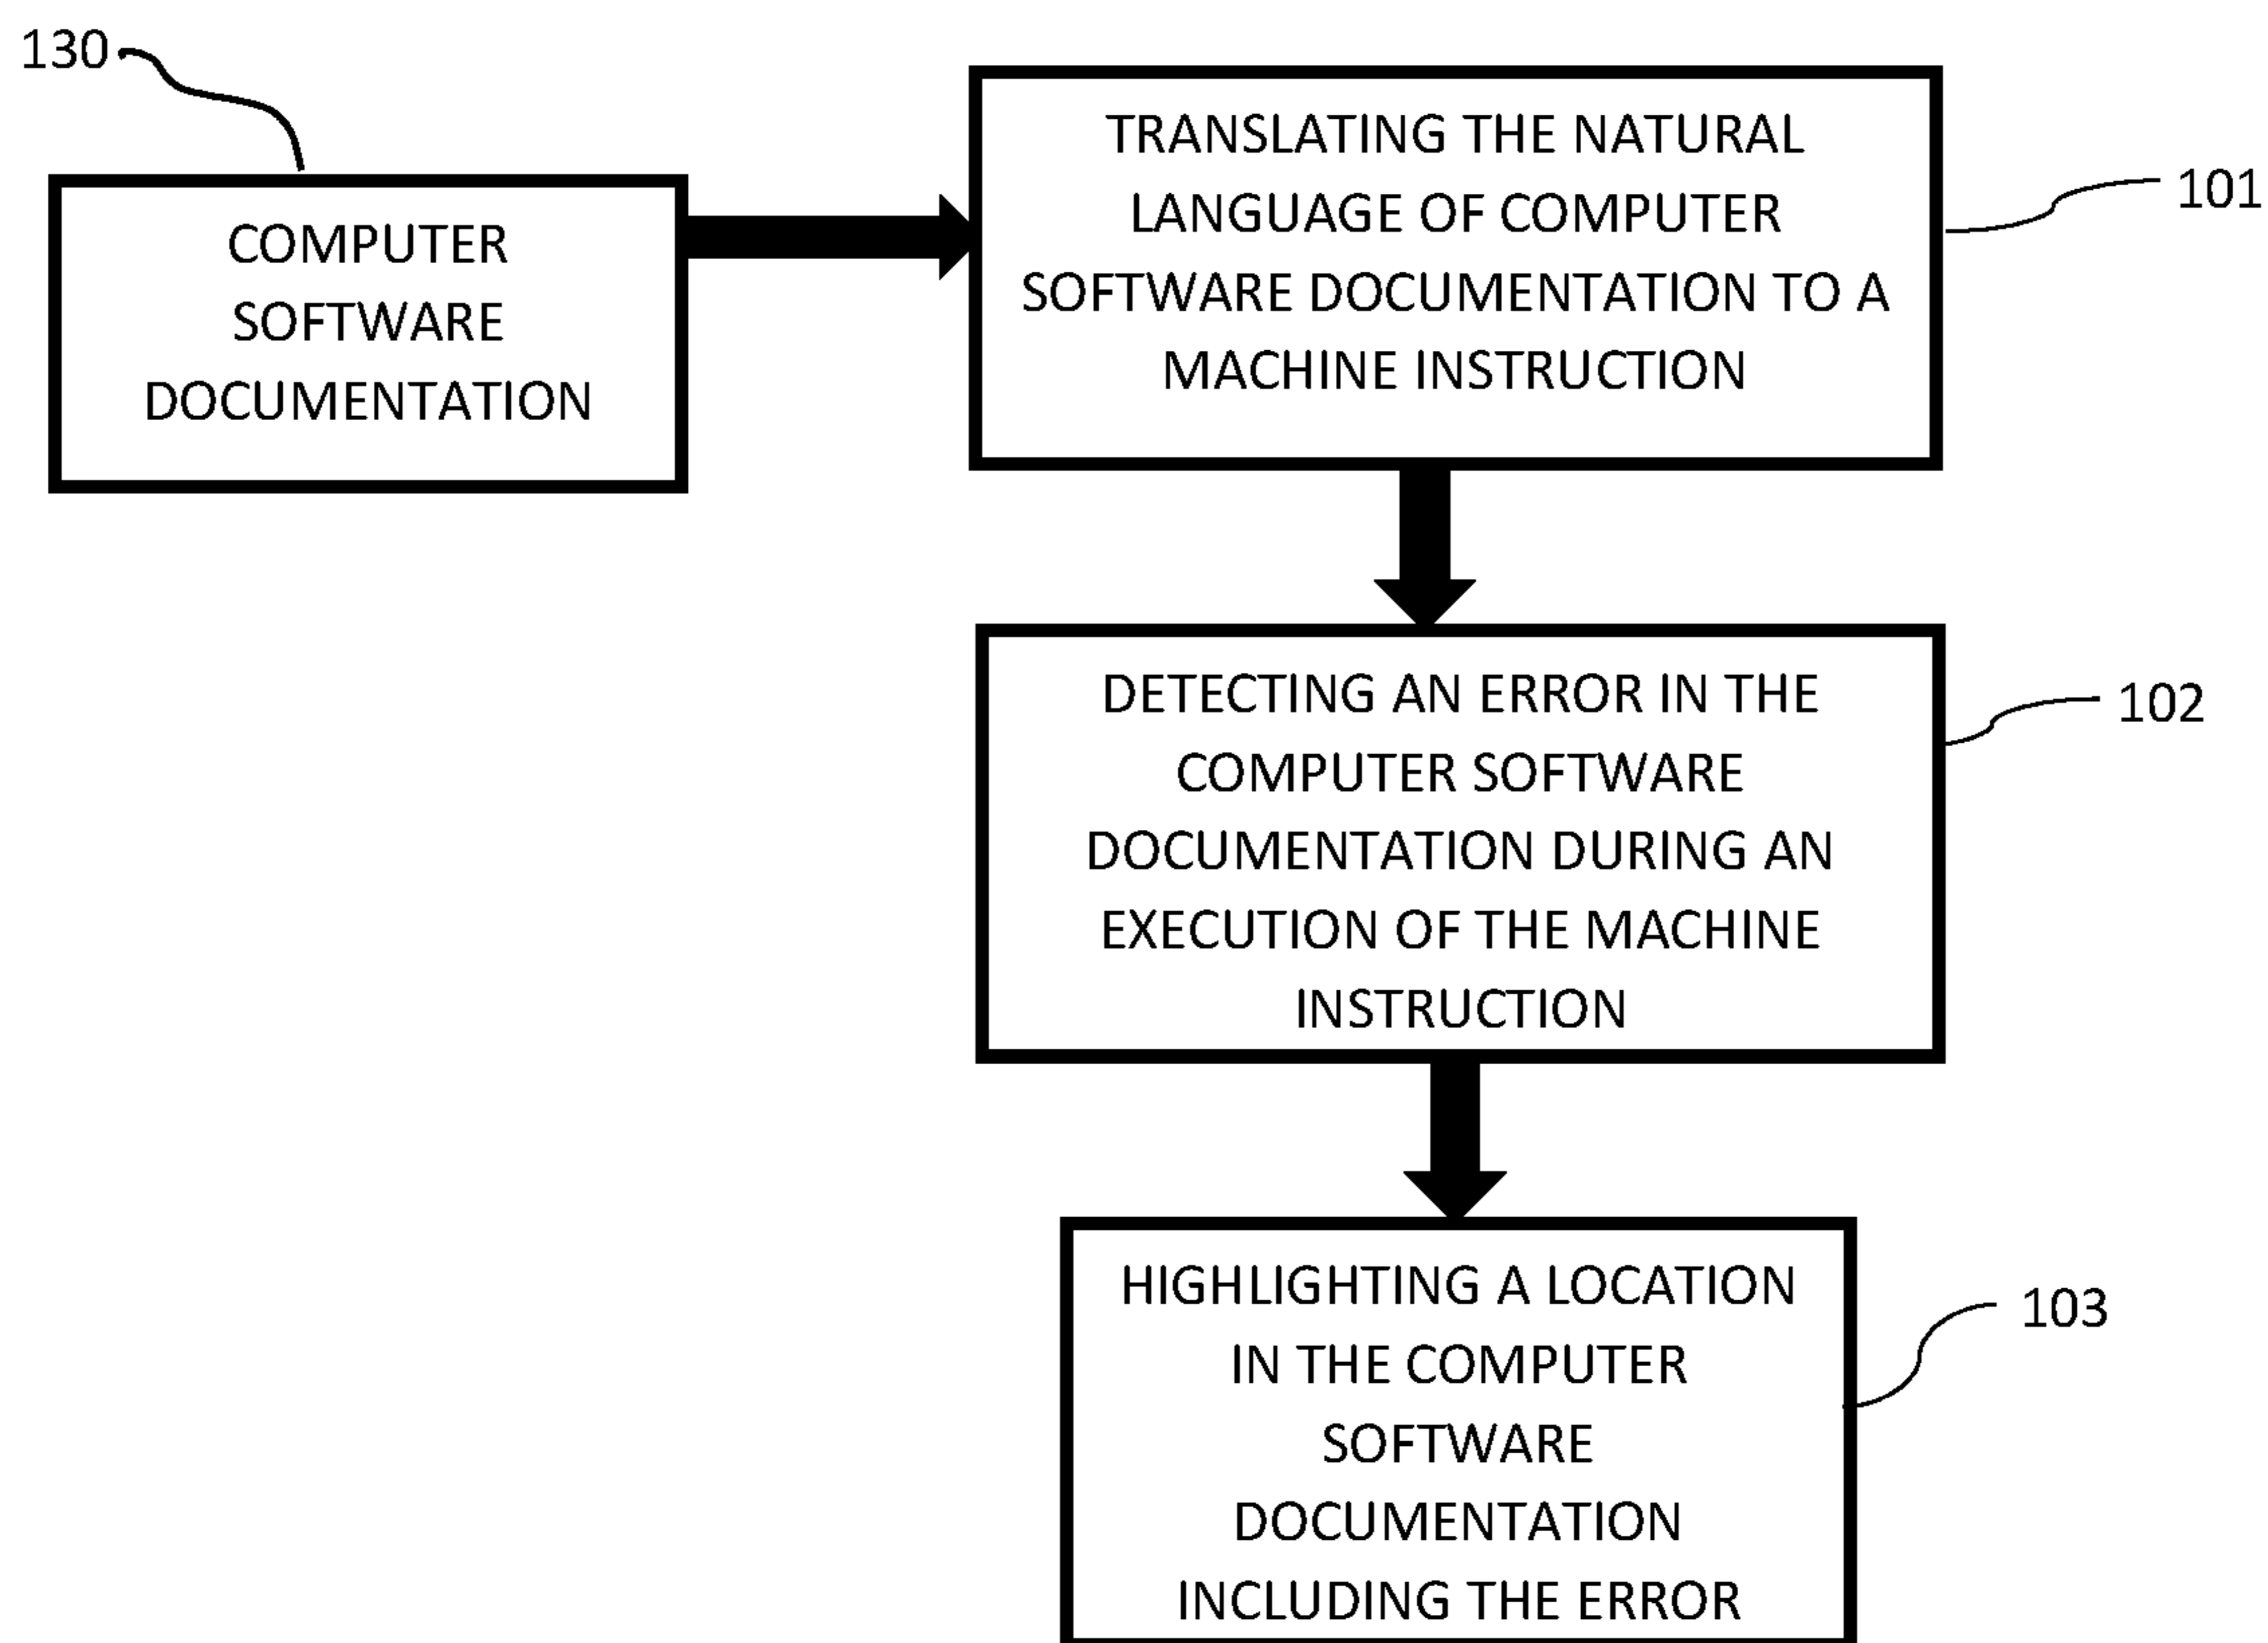 130
COMPUTER
SOFTWARE
DOCUMENTATION
TRANSLATING THE NATURAL
LANGUAGE OF COMPUTER
SOFTWARE DOCUMENTATION TO A
MACHINE INSTRUCTION
101
DETECTING AN ERROR IN THE
COMPUTER SOFTWARE
DOCUMENTATION DURING AN
EXECUTION OF THE MACHINE
INSTRUCTION
102
HIGHLIGHTING A LOCATION
IN THE COMPUTER
SOFTWARE
DOCUMENTATION
INCLUDING THE ERROR
103